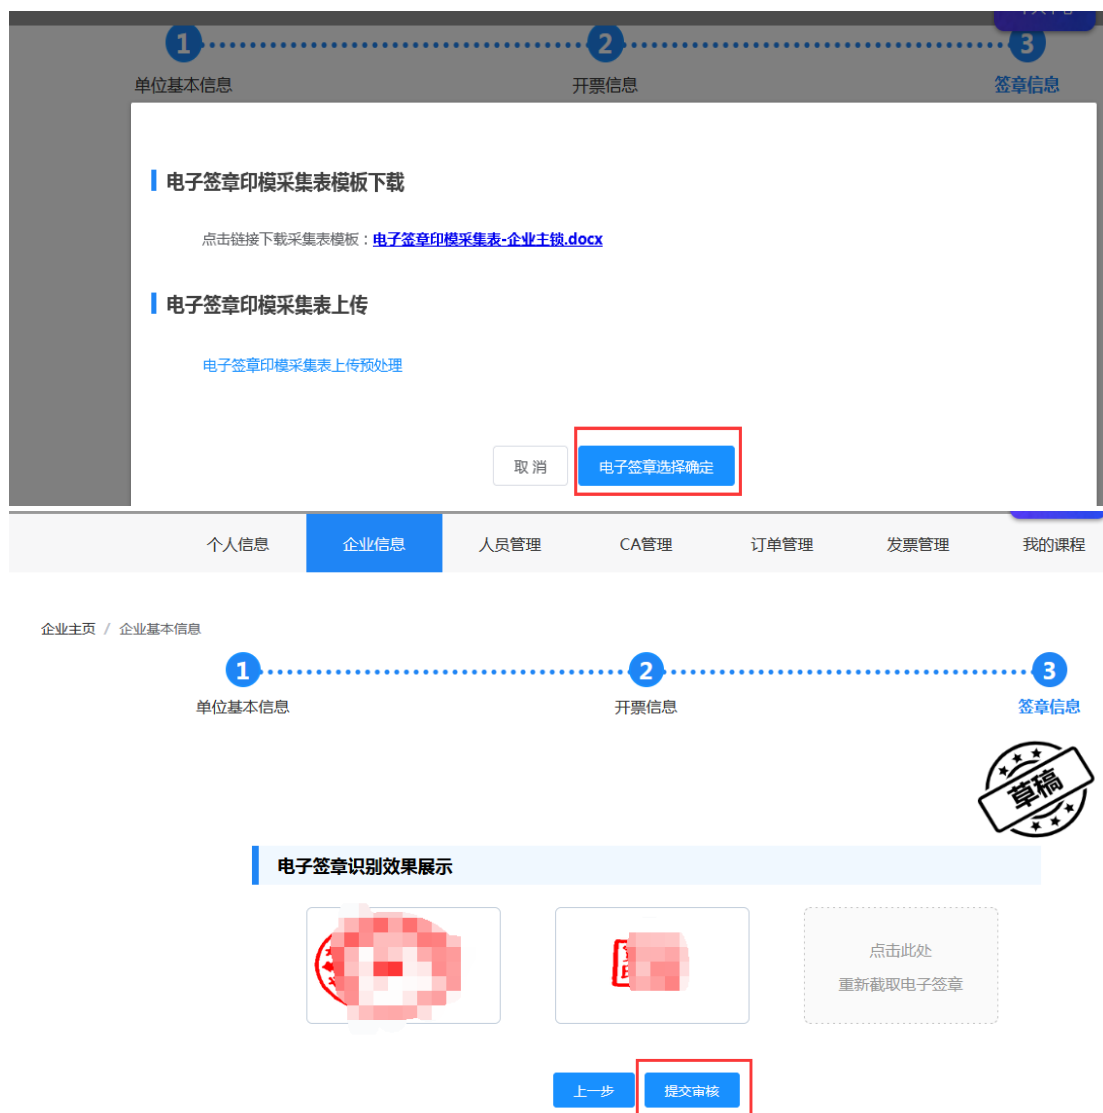 1
2
3
单位基本信息
开票信息
签章信息
电子签章印模采集表模板下载
点击链接下载采集表模板：电子签章印模采集表-企业主锁.docx
电子签章印模采集表上传
电子签章印模采集表上传预处理
取 消
电子签章选择确定
个人信息
企业信息
人员管理
CA管理
订单管理
发票管理
我的课程
企业主页 / 企业基本信息
1
2
3
单位基本信息
开票信息
签章信息
草稿
电子签章识别效果展示
点击此处
重新截取电子签章
上一步
提交审核